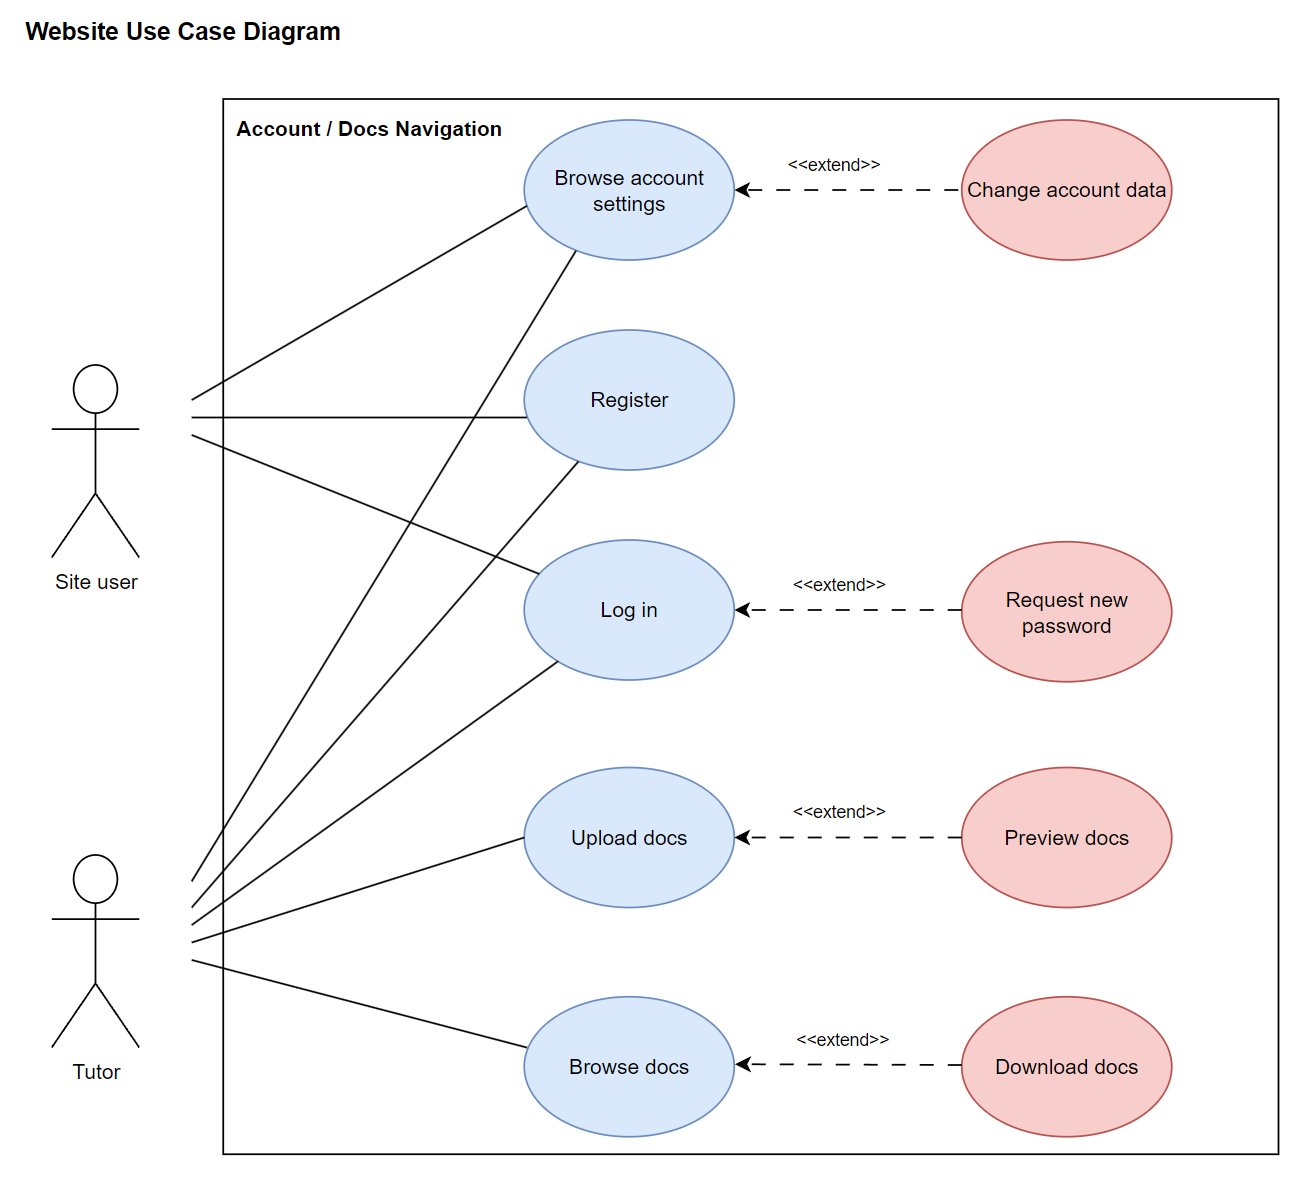 Website Use Case Diagram
Account / Docs Navigation
Browse account
settings
<<extend>>
Change account data
Register
Site user
Log in
<<extend>>
Request new
password
Upload docs
<<extend>>
Preview docs
Tutor
Browse docs
<<extend>>
Download docs